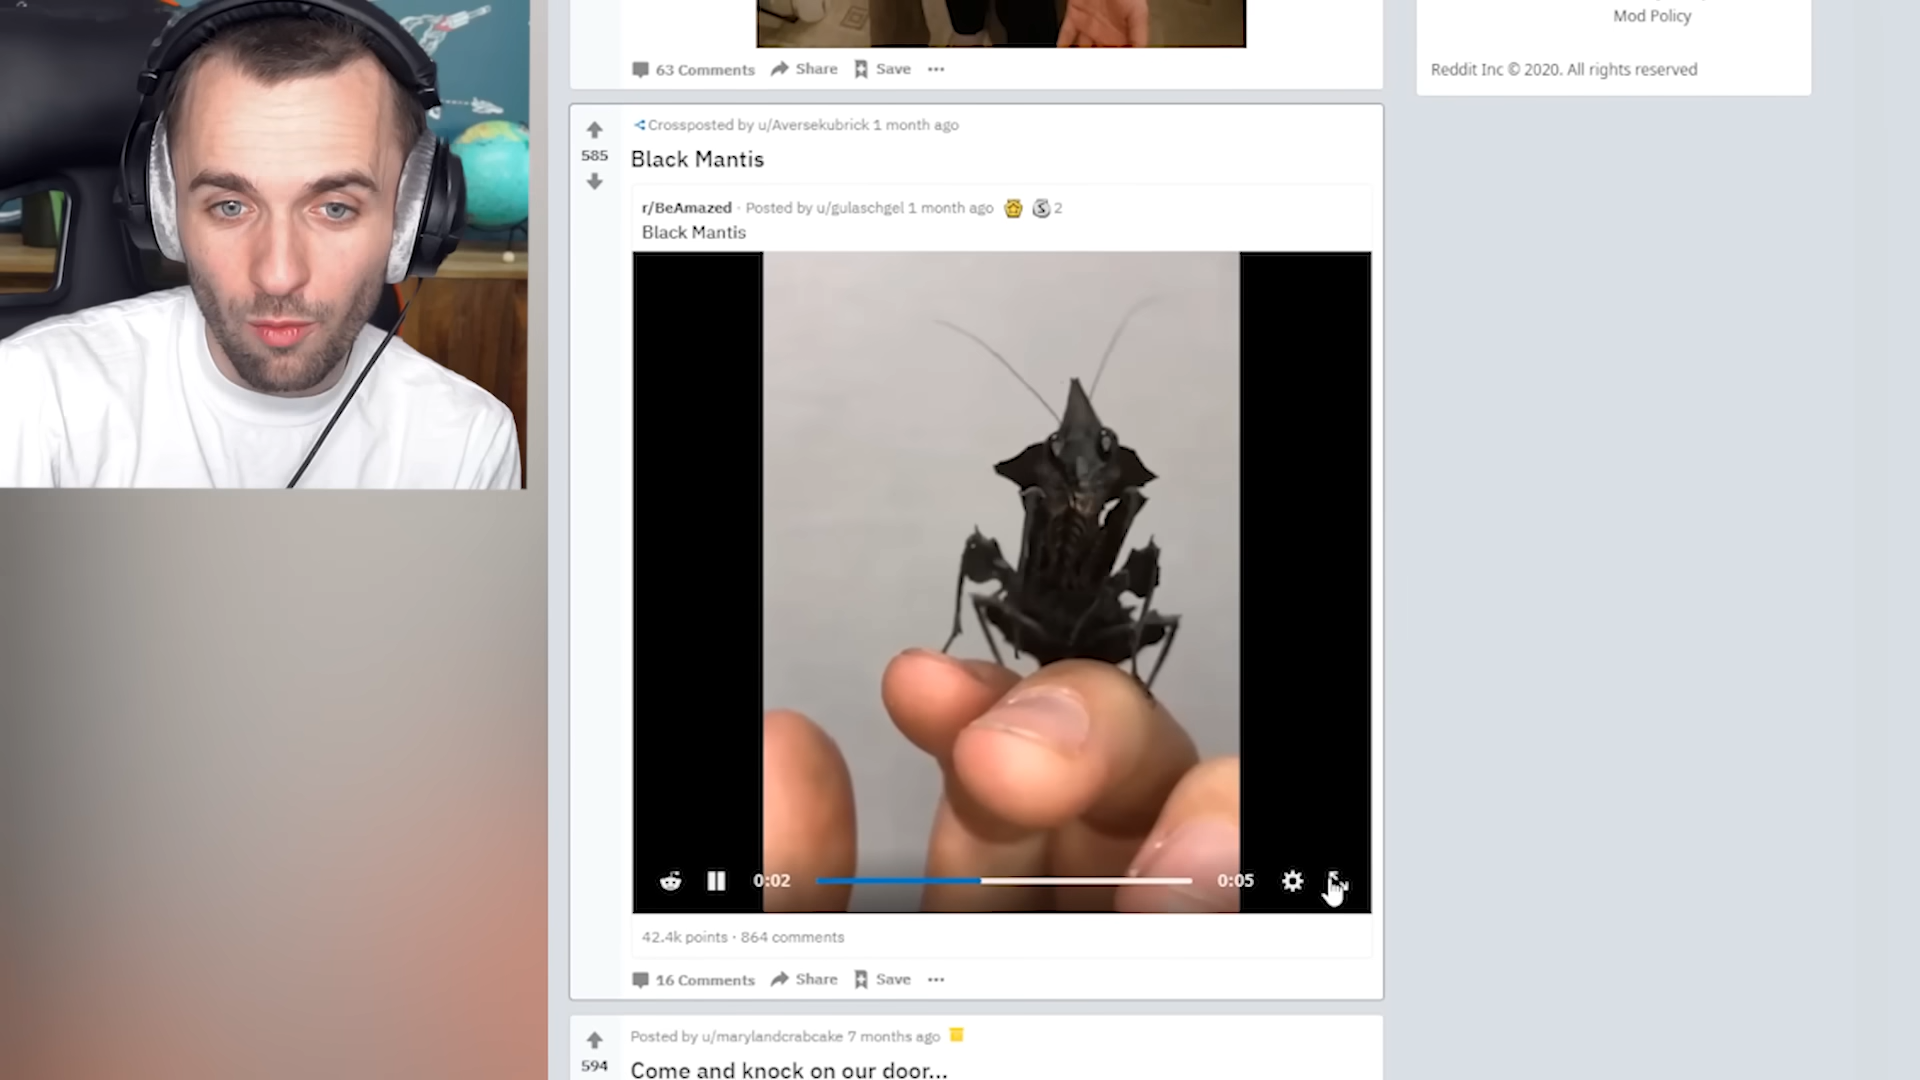 Mod Policy
Reddit Inc © 2020. All rights reserved
63 Comments Share Save
Crossposted by u/Aversekubrick 1 month ago
585
Black Mantis
r/BeAmazed · Posted by u/gulaschgel 1 month ago 2
Black Mantis
0:02 0:05
42.4k points · 864 comments
16 Comments Share Save
Posted by u/marylandcrabcake 7 months ago
594
Come and knock on our door...